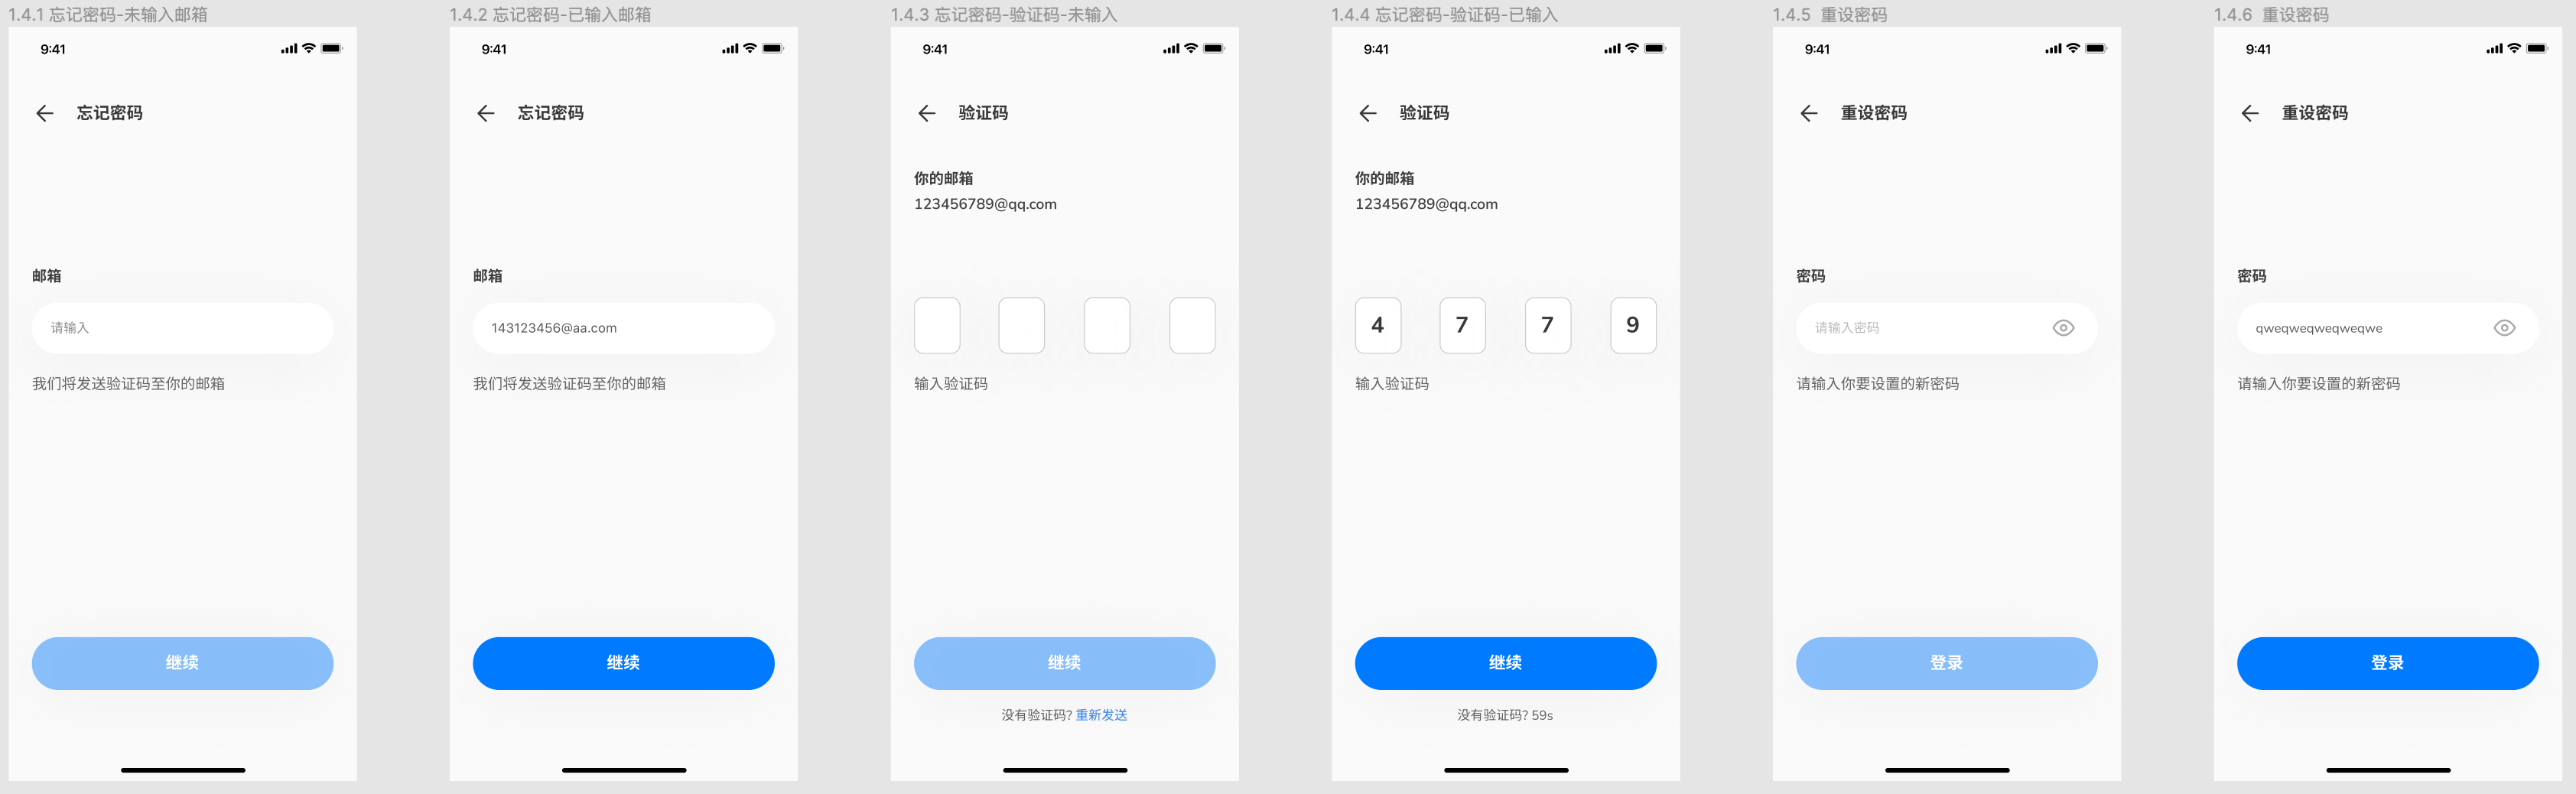 1.4.1 忘记密码-未输入邮箱
9:41
忘记密码
邮箱
请输入
我们将发送验证码至你的邮箱
继续
1.4.2 忘记密码-已输入邮箱
9:41
忘记密码
邮箱
143123456@aa.com
我们将发送验证码至你的邮箱
继续
1.4.3 忘记密码-验证码-未输入
9:41
验证码
你的邮箱
123456789@qq.com
输入验证码
继续
没有验证码? 重新发送
1.4.4 忘记密码-验证码-已输入
9:41
验证码
你的邮箱
123456789@qq.com
4 7 7 9
输入验证码
继续
没有验证码? 59s
1.4.5 重设密码
9:41
重设密码
密码
请输入密码
请输入你要设置的新密码
登录
1.4.6 重设密码
9:41
重设密码
密码
qweqweqweqweqwe
请输入你要设置的新密码
登录